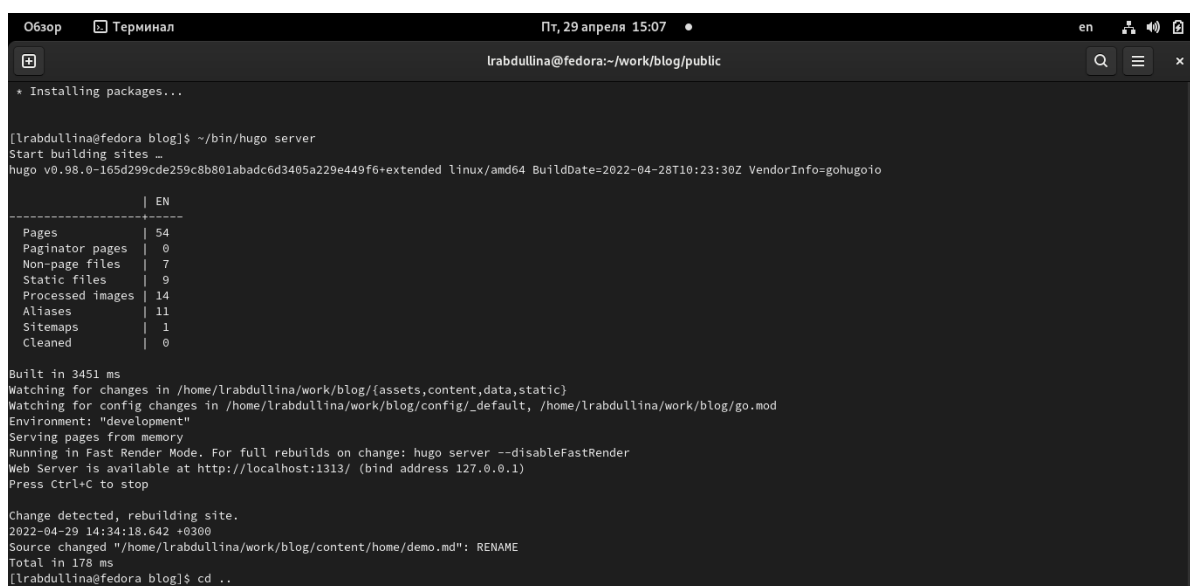 Обзор Терминал Пт, 29 апреля 15:07 en
lrabdullina@fedora:~/work/blog/public
* Installing packages...
[lrabdullina@fedora blog]$ ~/bin/hugo server
Start building sites …
hugo v0.98.0-165d299cde259c8b801abadc6d3405a229e449f6+extended linux/amd64 BuildDate=2022-04-28T10:23:30Z VendorInfo=gohugoio
| EN
-------------------+-----
Pages | 54
Paginator pages | 0
Non-page files | 7
Static files | 9
Processed images | 14
Aliases | 11
Sitemaps | 1
Cleaned | 0
Built in 3451 ms
Watching for changes in /home/lrabdullina/work/blog/{assets,content,data,static}
Watching for config changes in /home/lrabdullina/work/blog/config/_default, /home/lrabdullina/work/blog/go.mod
Environment: "development"
Serving pages from memory
Running in Fast Render Mode. For full rebuilds on change: hugo server --disableFastRender
Web Server is available at http://localhost:1313/ (bind address 127.0.0.1)
Press Ctrl+C to stop
Change detected, rebuilding site.
2022-04-29 14:34:18.642 +0300
Source changed "/home/lrabdullina/work/blog/content/home/demo.md": RENAME
Total in 178 ms
[lrabdullina@fedora blog]$ cd ..